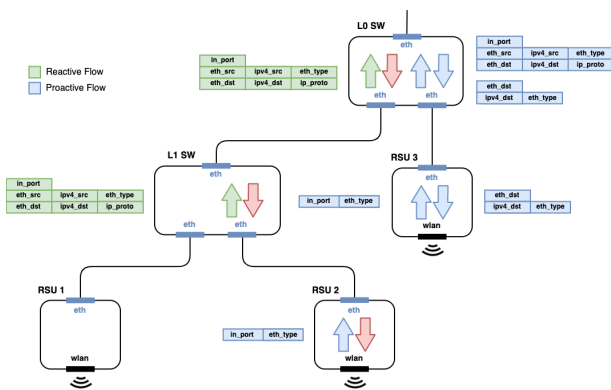 L0 SW
eth
in_port
eth_src ipv4_src eth_type
eth_dst ipv4_dst ip_proto
in_port
eth_src ipv4_src eth_type
eth_dst ipv4_dst ip_proto
Reactive Flow
Proactive Flow
eth_dst
ipv4_dst eth_type
eth eth
eth
L1 SW
RSU 3
eth
in_port
eth_src ipv4_src eth_type
eth_dst ipv4_dst ip_proto
in_port eth_type
eth_dst
ipv4_dst eth_type
wlan
eth eth
RSU 1
eth
RSU 2
eth
in_port eth_type
wlan
wlan